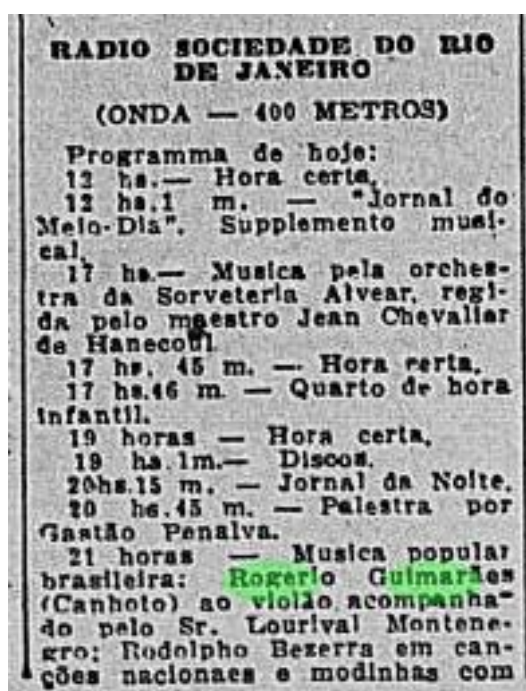 RADIO SOCIEDADE DO RIO
DE JANEIRO
(ONDA — 400 METROS)
Programma de hoje:
12 hs.— Hora certa.
12 hs.1 m. — "Jornal do
Meio-Dia". Supplemento musi-
cal.
17 hs.— Musica pela orches-
tra da Sorveteria Alvear, regi-
da pelo maestro Jean Chevallar
de
17 hs. 45 m. — Hora certa.
17 hs.46 m. — Quarto de hora
infantil.
19 horas — Hora certa.
19 hs.1m.— Discos.
20hs.15 m. — Jornal da Noite.
20 hs.45 m. — Palestra por
Gastão Penalva.
21 horas — Musica popular
brasileira: Rogerio Guimarães
(Canhoto) ao violão acompanha-
do pelo Sr. Lourival Montene-
gro; Rodolpho Bezerra em can-
ções nacionaes e modinhas com